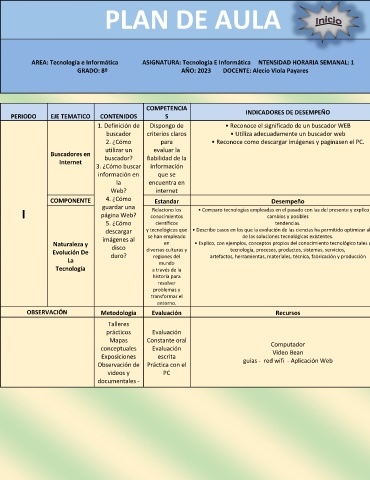 PLAN DE AULA
Inicio
AREA: Tecnología e Informática ASIGNATURA: Tecnología E Informática NTENSIDAD HORARIA SEMANAL: 1
GRADO: 8º AÑO: 2023 DOCENTE: Alecio Viola Payares
PERIODO
EJE TEMATICO
CONTENIDOS
COMPETENCIA
S
INDICADORES DE DESEMPEÑO
I
Buscadores en
Internet
COMPONENTE
Naturaleza y
Evolución De
La
Tecnología
1. Definición de
buscador
2. ¿Cómo
utilizar un
buscador?
3. ¿Cómo buscar
información en
la
Web?
4. ¿Cómo
guardar una
página Web?
5. ¿Cómo
descargar
imágenes al
disco
duro?
Dispongo de
criterios claros
para
evaluar la
fiabilidad de la
información
que se
encuentra en
internet
Estandar
Relaciono los
conocimientos
científicos
y tecnológicos que
se han empleado
en
diversas culturas y
regiones del
mundo
a través de la
historia para
resolver
problemas y
transformar el
entorno.
• Reconoce el significado de un buscador WEB
• Utiliza adecuadamente un buscador web
• Reconoce como descargar imágenes y paginasen el PC.
Desempeño
• Comparo tecnologías empleadas en el pasado con las del presente y explico
cambios y posibles
tendencias.
• Describo casos en los que la evolución de las ciencias ha permitido optimizar
de las soluciones tecnológicas existentes.
• Explico, con ejemplos, conceptos propios del conocimiento tecnológico tales
tecnología, procesos, productos, sistemas, servicios,
artefactos, herramientas, materiales, técnica, fabricación y producción
OBSERVACIÓN
Metodologia
Evaluación
Recursos
Talleres
prácticos
Mapas
conceptuales
Exposiciones
Observación de
videos y
documentales -
Evaluación
Constante oral
Evaluación
escrita
Práctica con el
PC
Computador
Video Bean
guías - red wifi - Aplicación Web